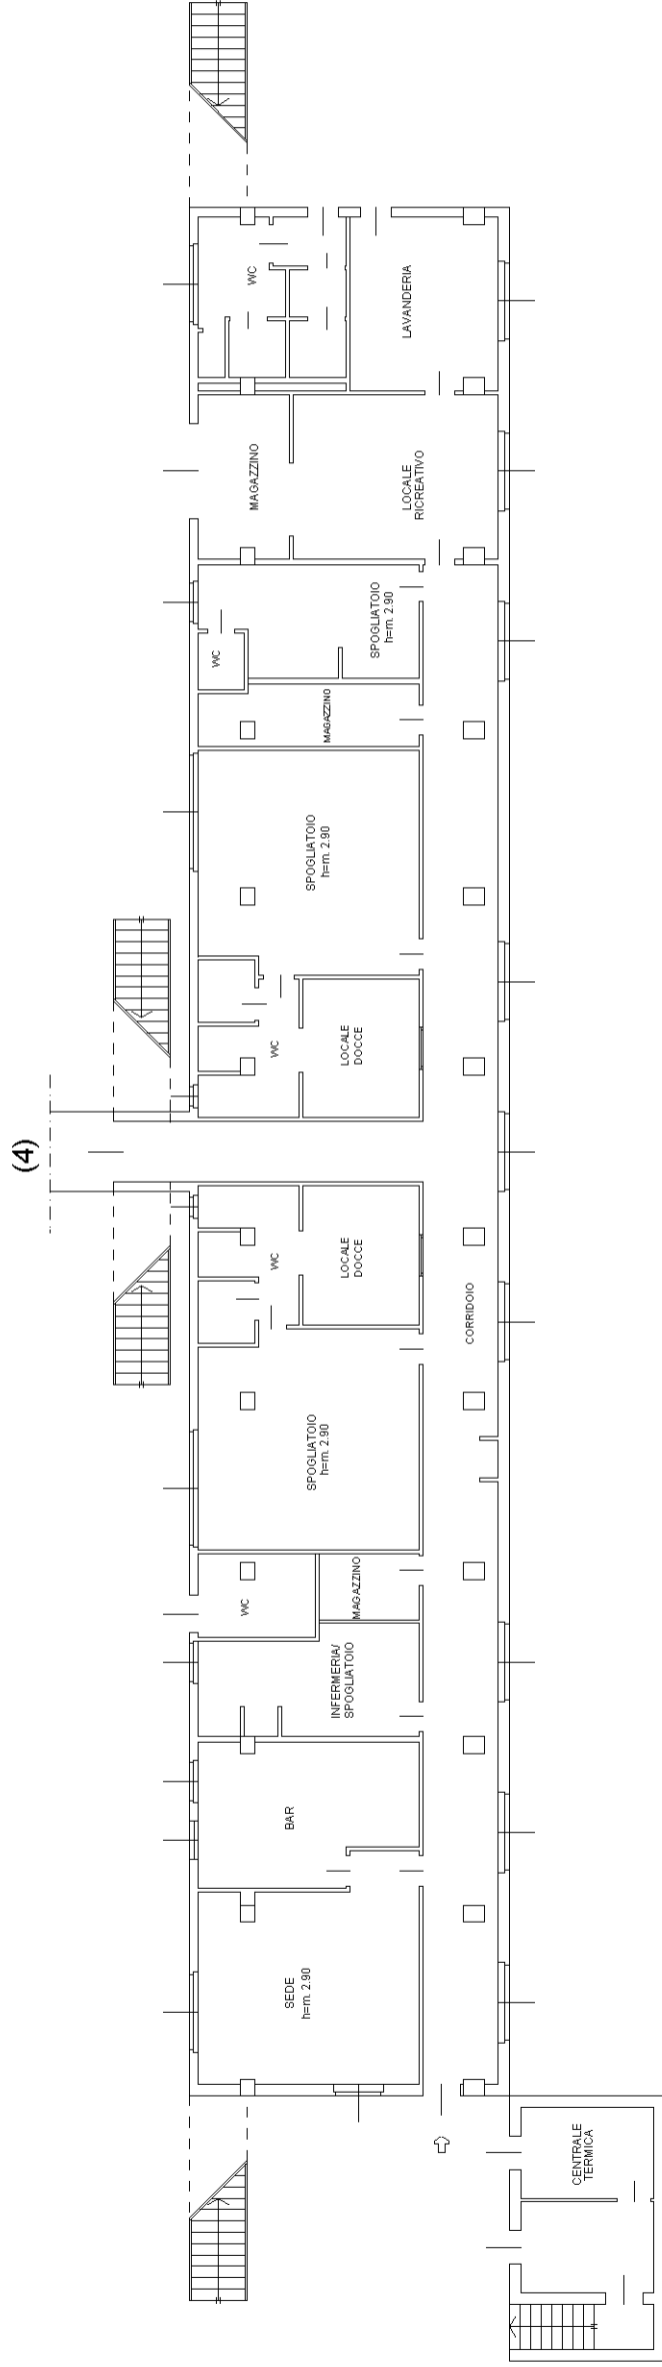 WC
LAVANDERIA
MAGAZZINO
LOCALE
RICREATIVO
SPOGLIATOIO
h=m. 2.90
WC
MAGAZZINO
SPOGLIATOIO
h=m. 2.90
WC
LOCALE
DOCCE
(4)
WC
LOCALE
DOCCE
CORRIDOIO
SPOGLIATOIO
h=m. 2.90
WC
MAGAZZINO
INFERMERIA/
SPOGLIATOIO
BAR
SEDE
h=m. 2.90
CENTRALE
TERMICA